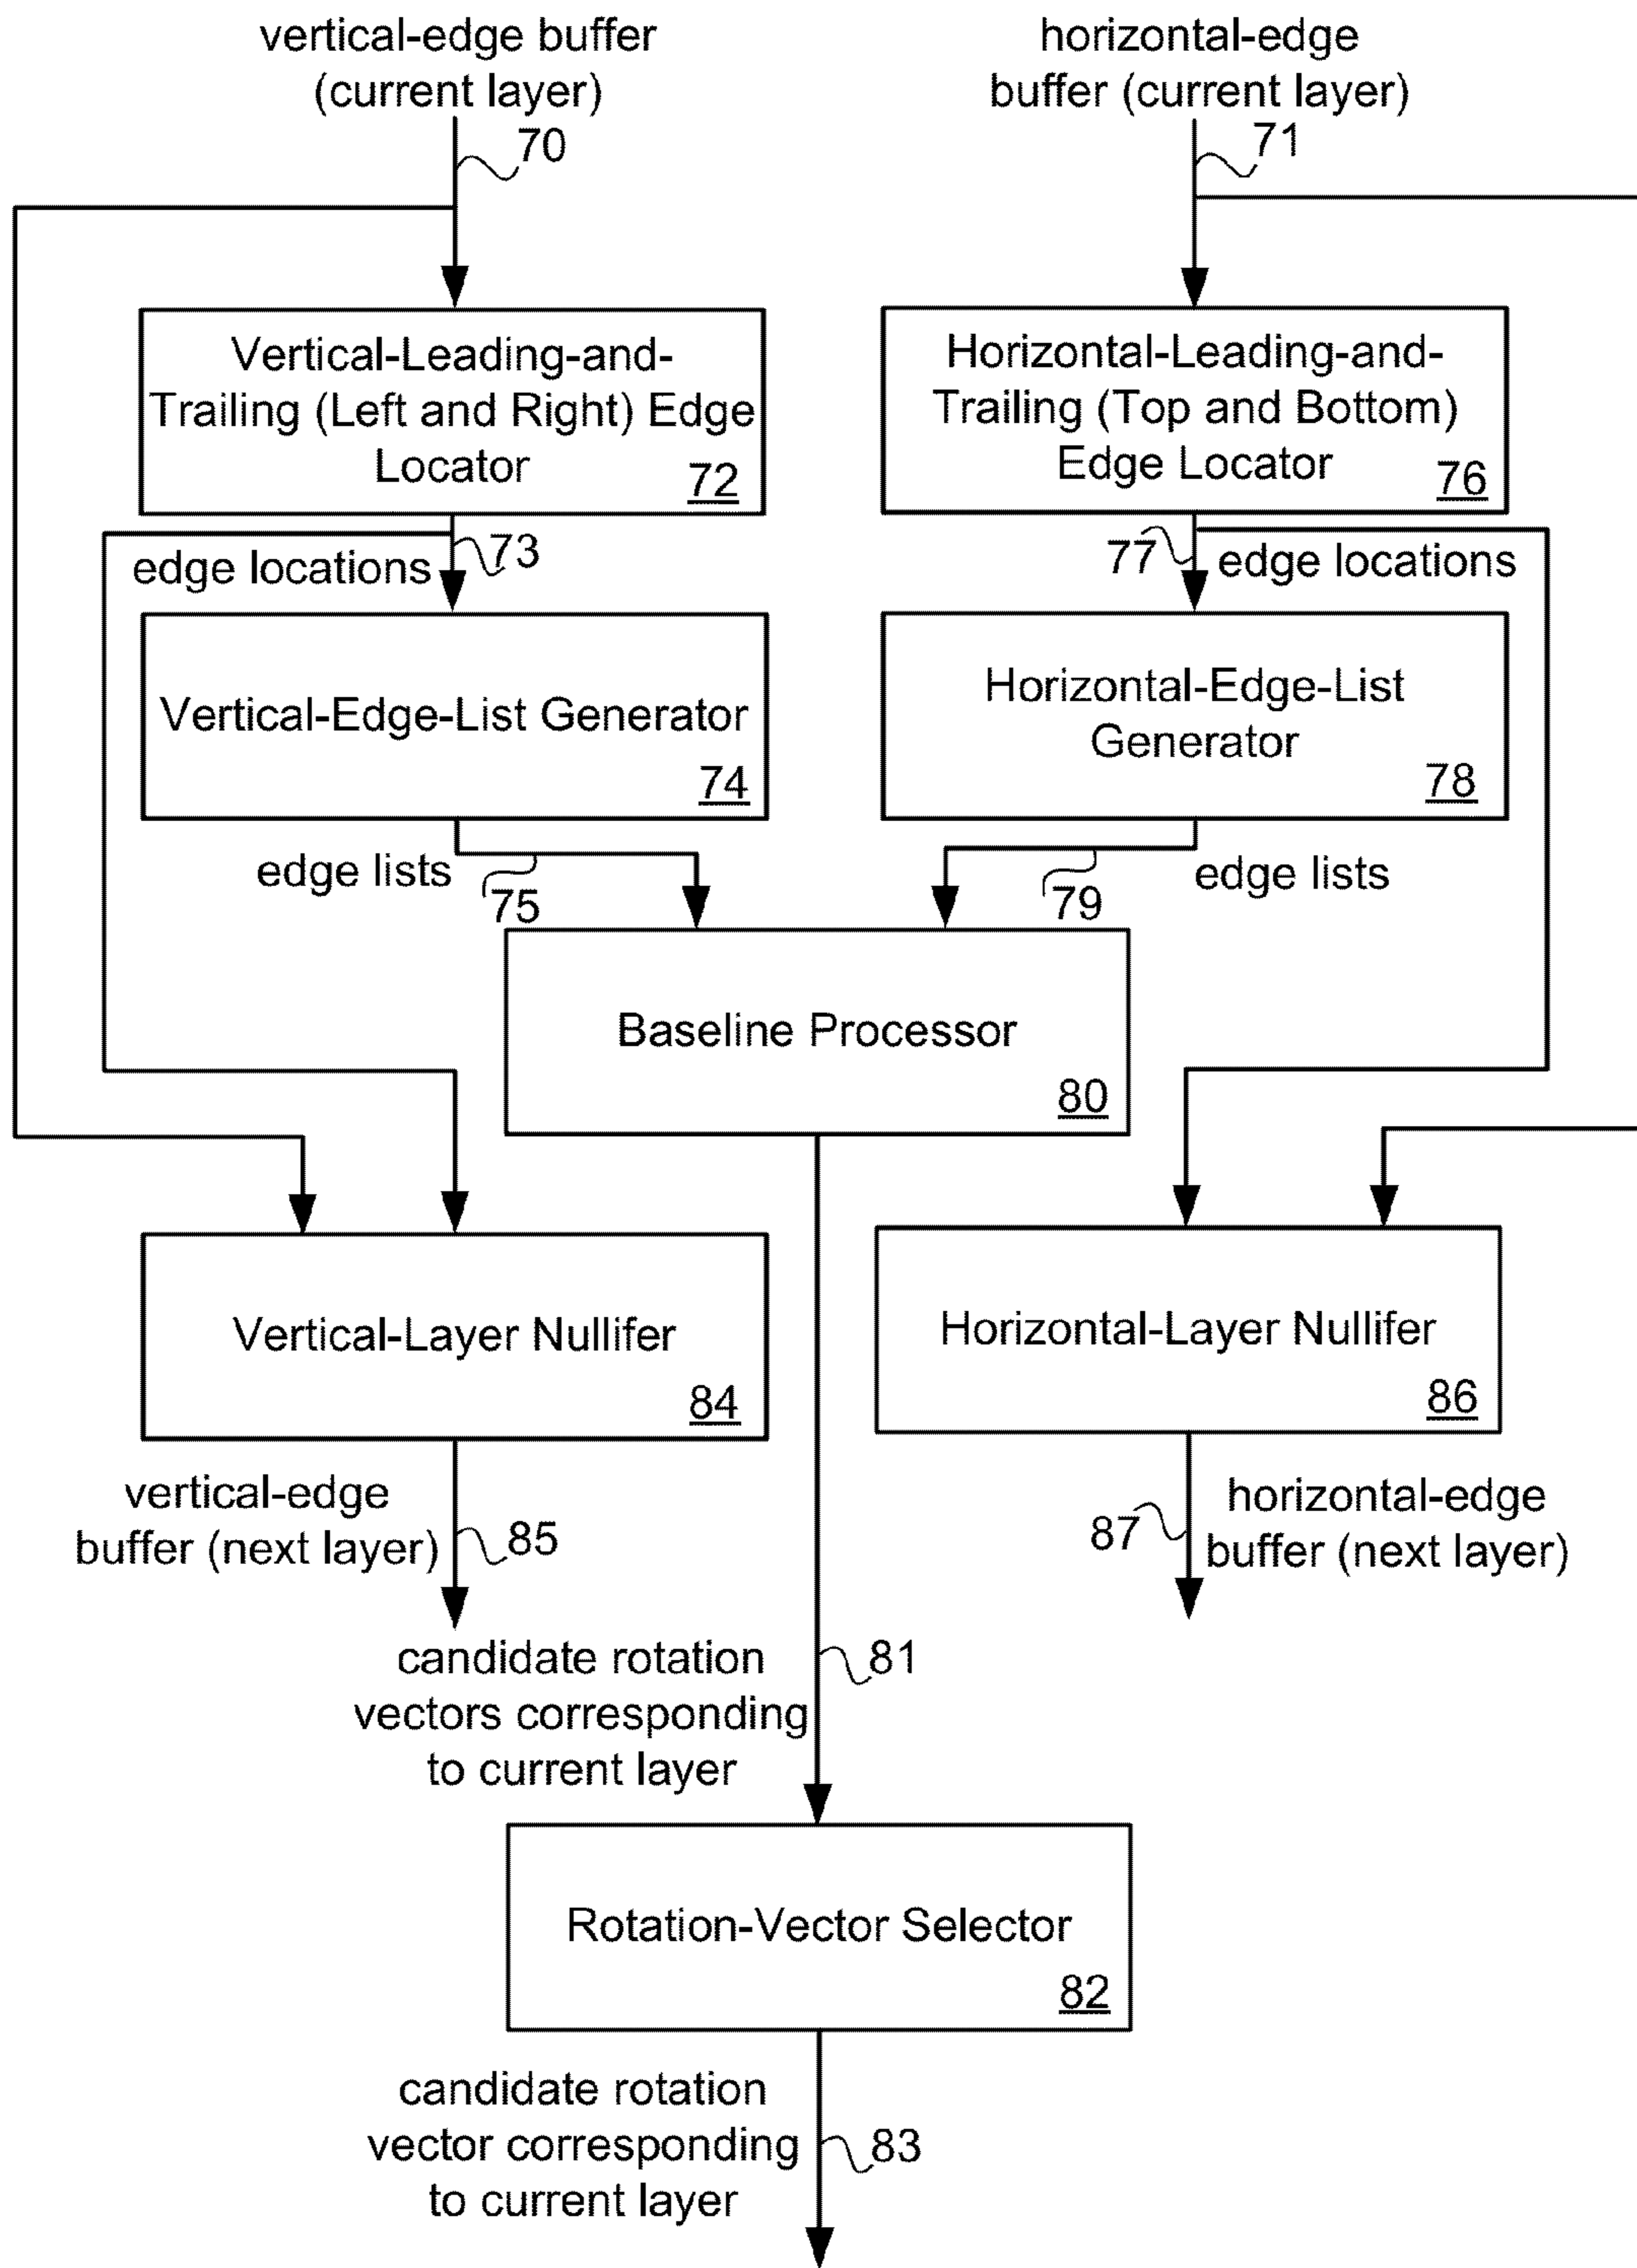 vertical-edge buffer
(current layer)
70
horizontal-edge
buffer (current layer)
71
Vertical-Leading-and-
Trailing (Left and Right) Edge
Locator
72
Horizontal-Leading-and-
Trailing (Top and Bottom)
Edge Locator
76
73
edge locations
77
edge locations
Vertical-Edge-List Generator
74
Horizontal-Edge-List
Generator
78
edge lists
75
79
edge lists
Baseline Processor
80
Vertical-Layer Nullifer
84
Horizontal-Layer Nullifer
86
vertical-edge
buffer (next layer)
85
87
horizontal-edge
buffer (next layer)
candidate rotation
vectors corresponding
to current layer
81
Rotation-Vector Selector
82
candidate rotation
vector corresponding
to current layer
83